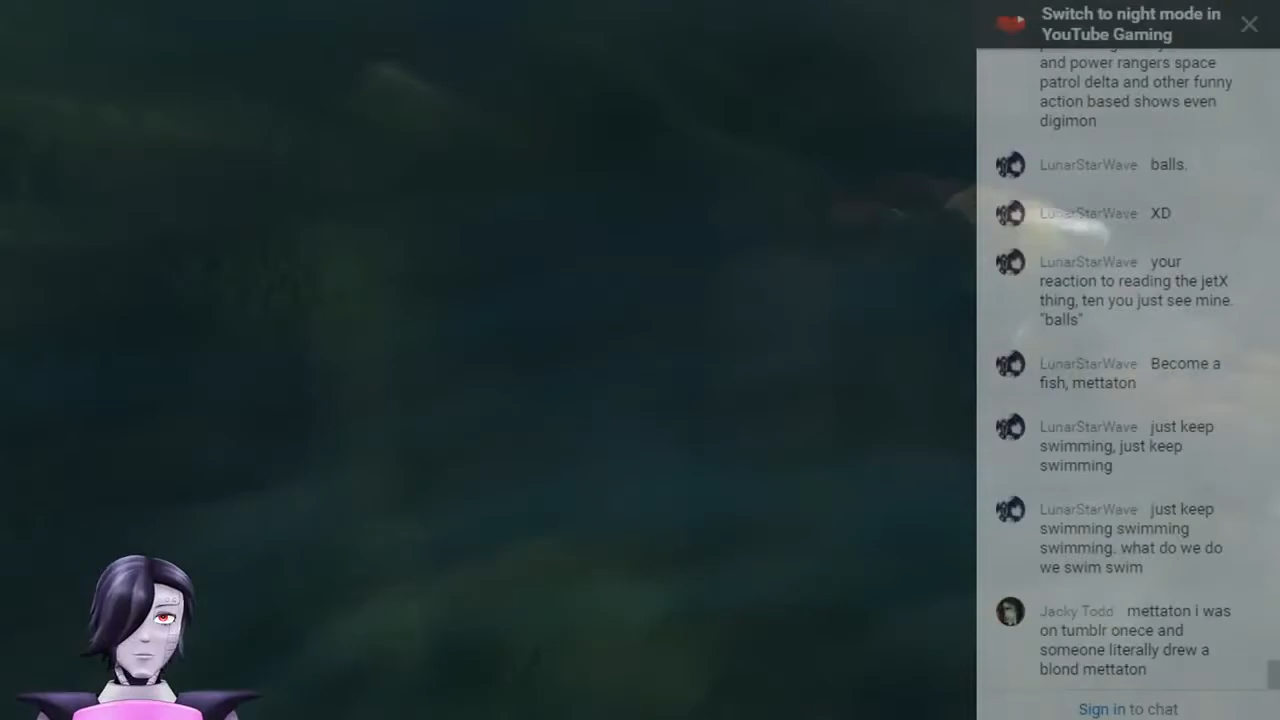 Switch to night mode in
YouTube Gaming
and power rangers space
patrol delta and other funny
action based shows even
digimon
LunarStarWave balls.
LunarStarWave XD
LunarStarWave your
reaction to reading the jetX
thing, ten you just see mine.
"balls"
LunarStarWave Become a
fish, mettaton
LunarStarWave just keep
swimming, just keep
swimming
LunarStarWave just keep
swimming swimming
swimming. what do we do
we swim swim
Jacky Todd mettaton i was
on tumblr onece and
someone literally drew a
blond mettaton
Sign in to chat